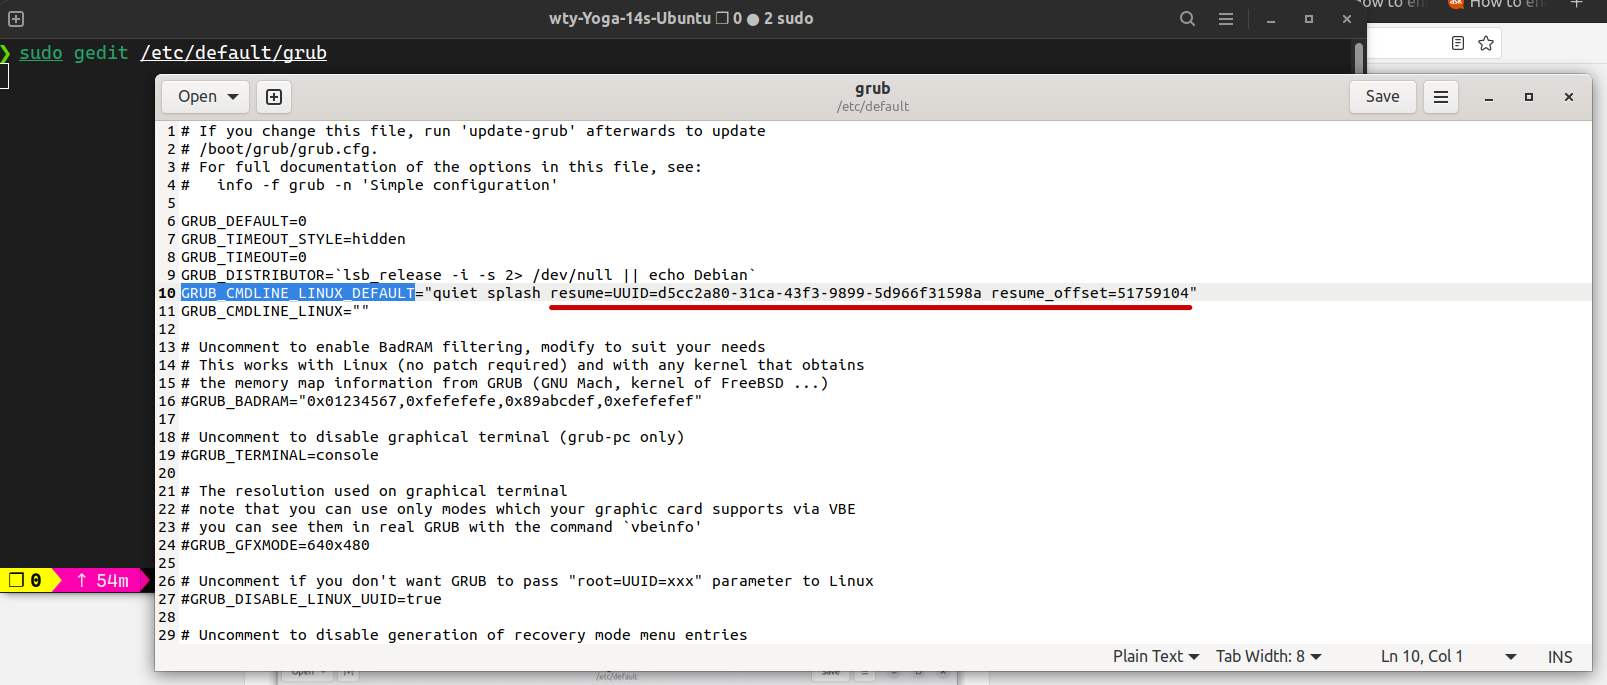 wty-Yoga-14s-Ubuntu ❐ 0 ● 2 sudo
How to en
❯ sudo gedit /etc/default/grub
Open
grub
/etc/default
Save
1 # If you change this file, run 'update-grub' afterwards to update
2 # /boot/grub/grub.cfg.
3 # For full documentation of the options in this file, see:
4 #   info -f grub -n 'Simple configuration'
5
6 GRUB_DEFAULT=0
7 GRUB_TIMEOUT_STYLE=hidden
8 GRUB_TIMEOUT=0
9 GRUB_DISTRIBUTOR=`lsb_release -i -s 2> /dev/null || echo Debian`
10 GRUB_CMDLINE_LINUX_DEFAULT="quiet splash resume=UUID=d5cc2a80-31ca-43f3-9899-5d966f31598a resume_offset=51759104"
11 GRUB_CMDLINE_LINUX=""
12
13 # Uncomment to enable BadRAM filtering, modify to suit your needs
14 # This works with Linux (no patch required) and with any kernel that obtains
15 # the memory map information from GRUB (GNU Mach, kernel of FreeBSD ...)
16 #GRUB_BADRAM="0x01234567,0xfefefefe,0x89abcdef,0xefefefef"
17
18 # Uncomment to disable graphical terminal (grub-pc only)
19 #GRUB_TERMINAL=console
20
21 # The resolution used on graphical terminal
22 # note that you can use only modes which your graphic card supports via VBE
23 # you can see them in real GRUB with the command `vbeinfo'
24 #GRUB_GFXMODE=640x480
25
26 # Uncomment if you don't want GRUB to pass "root=UUID=xxx" parameter to Linux
27 #GRUB_DISABLE_LINUX_UUID=true
28
29 # Uncomment to disable generation of recovery mode menu entries
❐ 0 ↑ 54m
Plain Text Tab Width: 8 Ln 10, Col 1 INS
/etc/default